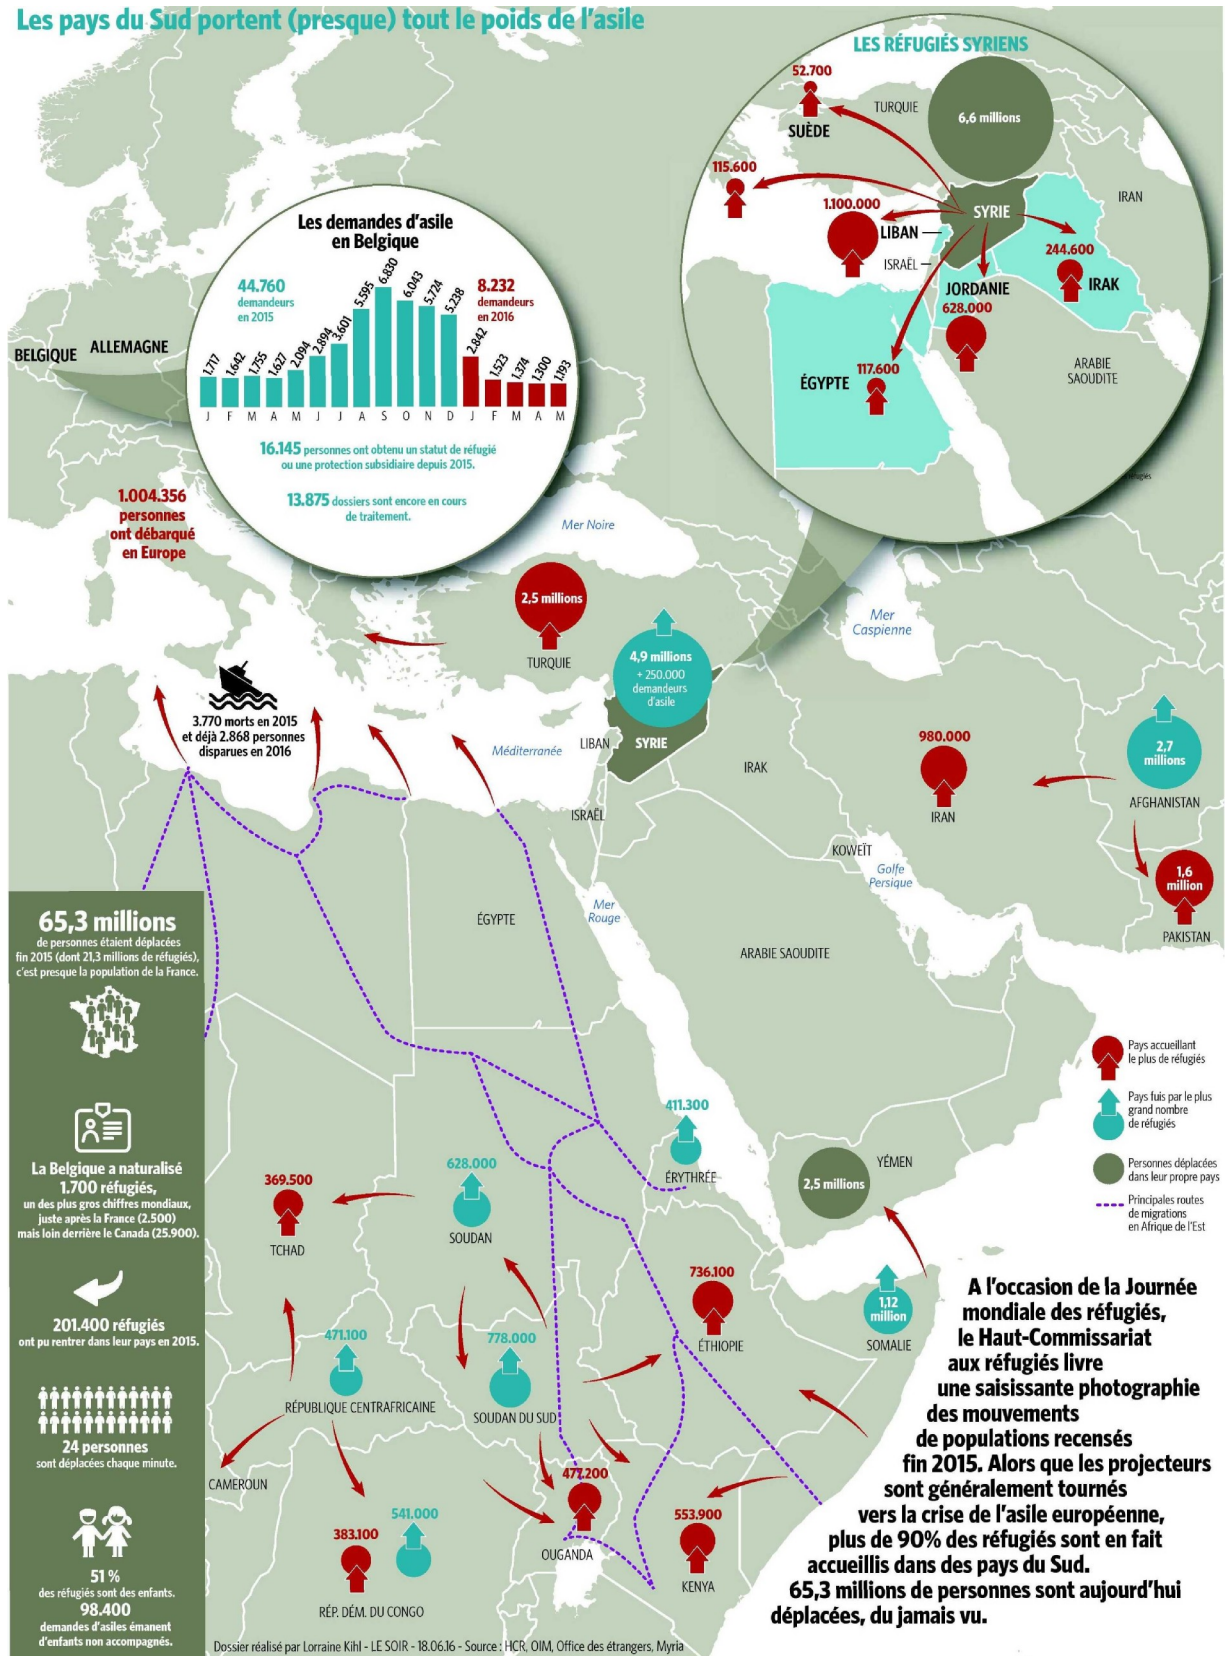 Les pays du Sud portent (presque) tout le poids de l'asile
LES RÉFUGIÉS SYRIENS
52.700
SUÈDE
TURQUIE
6,6 millions
115.600
1.100.000
LIBAN
ISRAËL
SYRIE
IRAN
244.600
IRAK
JORDANIE
628.000
ÉGYPTE
117.600
ARABIE
SAOUDITE
Les demandes d'asile
en Belgique
44.760
demandeurs
en 2015
8.232
demandeurs
en 2016
1.717
1.642
1.755
1.627
2.094
2.894
3.601
5.595
6.830
6.043
5.724
5.238
2.842
1.523
1.374
1.300
1.193
J F M A M J J A S O N D J F M A M
16.145 personnes ont obtenu un statut de réfugié
ou une protection subsidiaire depuis 2015.
13.875 dossiers sont encore en cours
de traitement.
BELGIQUE
ALLEMAGNE
1.004.356
personnes
ont débarqué
en Europe
Mer Noire
Mer
Caspienne
2,5 millions
TURQUIE
4,9 millions
+ 250.000
demandeurs
d'asile
3.770 morts en 2015
et déjà 2.868 personnes
disparues en 2016
Méditerranée
LIBAN
SYRIE
ISRAËL
IRAK
KOWEÏT
Golfe
Persique
980.000
IRAN
2,7
millions
AFGHANISTAN
1,6
million
PAKISTAN
ÉGYPTE
Mer
Rouge
ARABIE SAOUDITE
65,3 millions
de personnes étaient déplacées
fin 2015 (dont 21,3 millions de réfugiés),
c'est presque la population de la France.
La Belgique a naturalisé
1.700 réfugiés,
un des plus gros chiffres mondiaux,
juste après la France (2.500)
mais loin derrière le Canada (25.900).
201.400 réfugiés
ont pu rentrer dans leur pays en 2015.
24 personnes
sont déplacées chaque minute.
51 %
des réfugiés sont des enfants.
98.400
demandes d'asiles émanent
d'enfants non accompagnés.
Pays accueillant
le plus de réfugiés
Pays fuis par le plus
grand nombre
de réfugiés
Personnes déplacées
dans leur propre pays
Principales routes
de migrations
en Afrique de l'Est
411.300
ÉRYTHRÉE
2,5 millions
YÉMEN
628.000
SOUDAN
369.500
TCHAD
736.100
ÉTHIOPIE
1,12
million
SOMALIE
471.100
RÉPUBLIQUE CENTRAFRICAINE
778.000
SOUDAN DU SUD
CAMEROUN
477.200
OUGANDA
553.900
KENYA
383.100
541.000
RÉP. DÉM. DU CONGO
A l'occasion de la Journée
mondiale des réfugiés,
le Haut-Commissariat
aux réfugiés livre
une saisissante photographie
des mouvements
de populations recensés
fin 2015. Alors que les projecteurs
sont généralement tournés
vers la crise de l'asile européenne,
plus de 90% des réfugiés sont en fait
accueillis dans des pays du Sud.
65,3 millions de personnes sont aujourd'hui
déplacées, du jamais vu.
Dossier réalisé par Lorraine Kihl - LE SOIR - 18.06.16 - Source : HCR, OIM, Office des étrangers, Myria